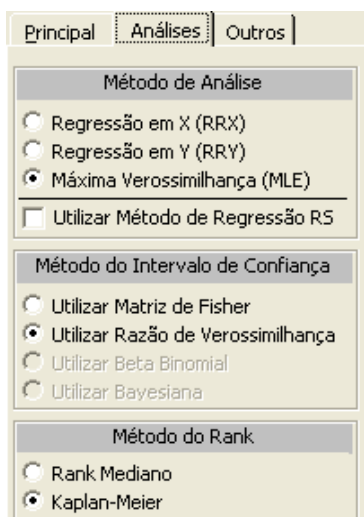 Principal
Análises
Outros
Método de Análise
Regressão em X (RRX)
Regressão em Y (RRY)
Máxima Verossimilhança (MLE)
Utilizar Método de Regressão RS
Método do Intervalo de Confiança
Utilizar Matriz de Fisher
Utilizar Razão de Verossimilhança
Utilizar Beta Binomial
Utilizar Bayesiana
Método do Rank
Rank Mediano
Kaplan-Meier